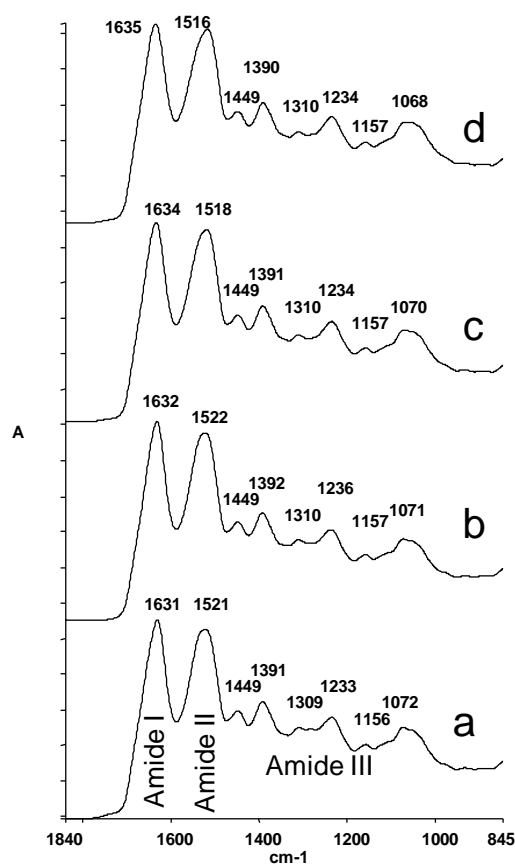 1635 1516
1390
1449 1310 1234 1157 1068
d
1634 1518
1391
1449 1310 1234 1157 1070
c
A
1632 1522
1392
1449 1310 1236 1157 1071
b
1631 1521
1391
1449 1309 1233 1156 1072
a
Amide I
Amide II
Amide III
1840 1600 1400 1200 1000 845
cm-1